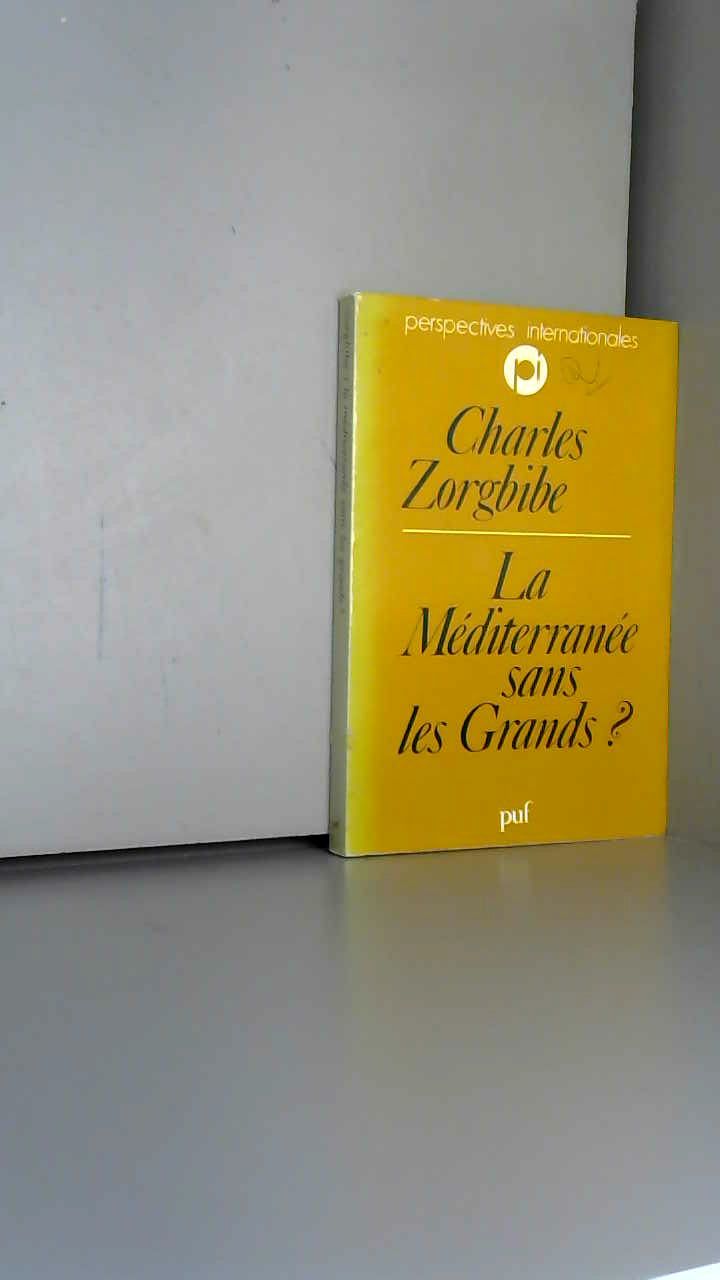 perspectives internationales
pi
Charles
Zorgbibe
La
Méditerranée
sans
les Grands ?
puf